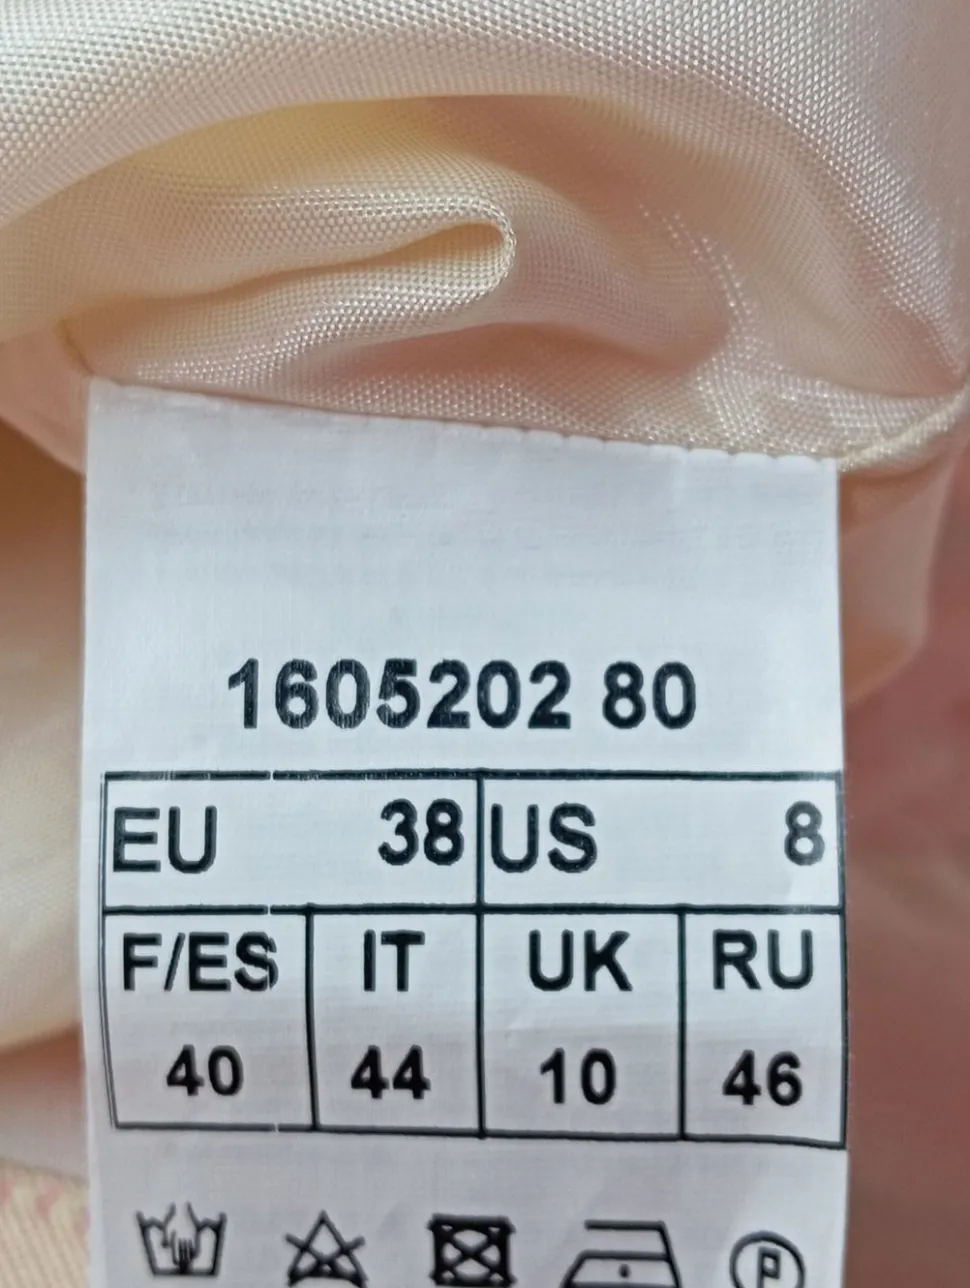 1605202 80
EU 38 US 8
F/ES IT UK RU
40 44 10 46
P